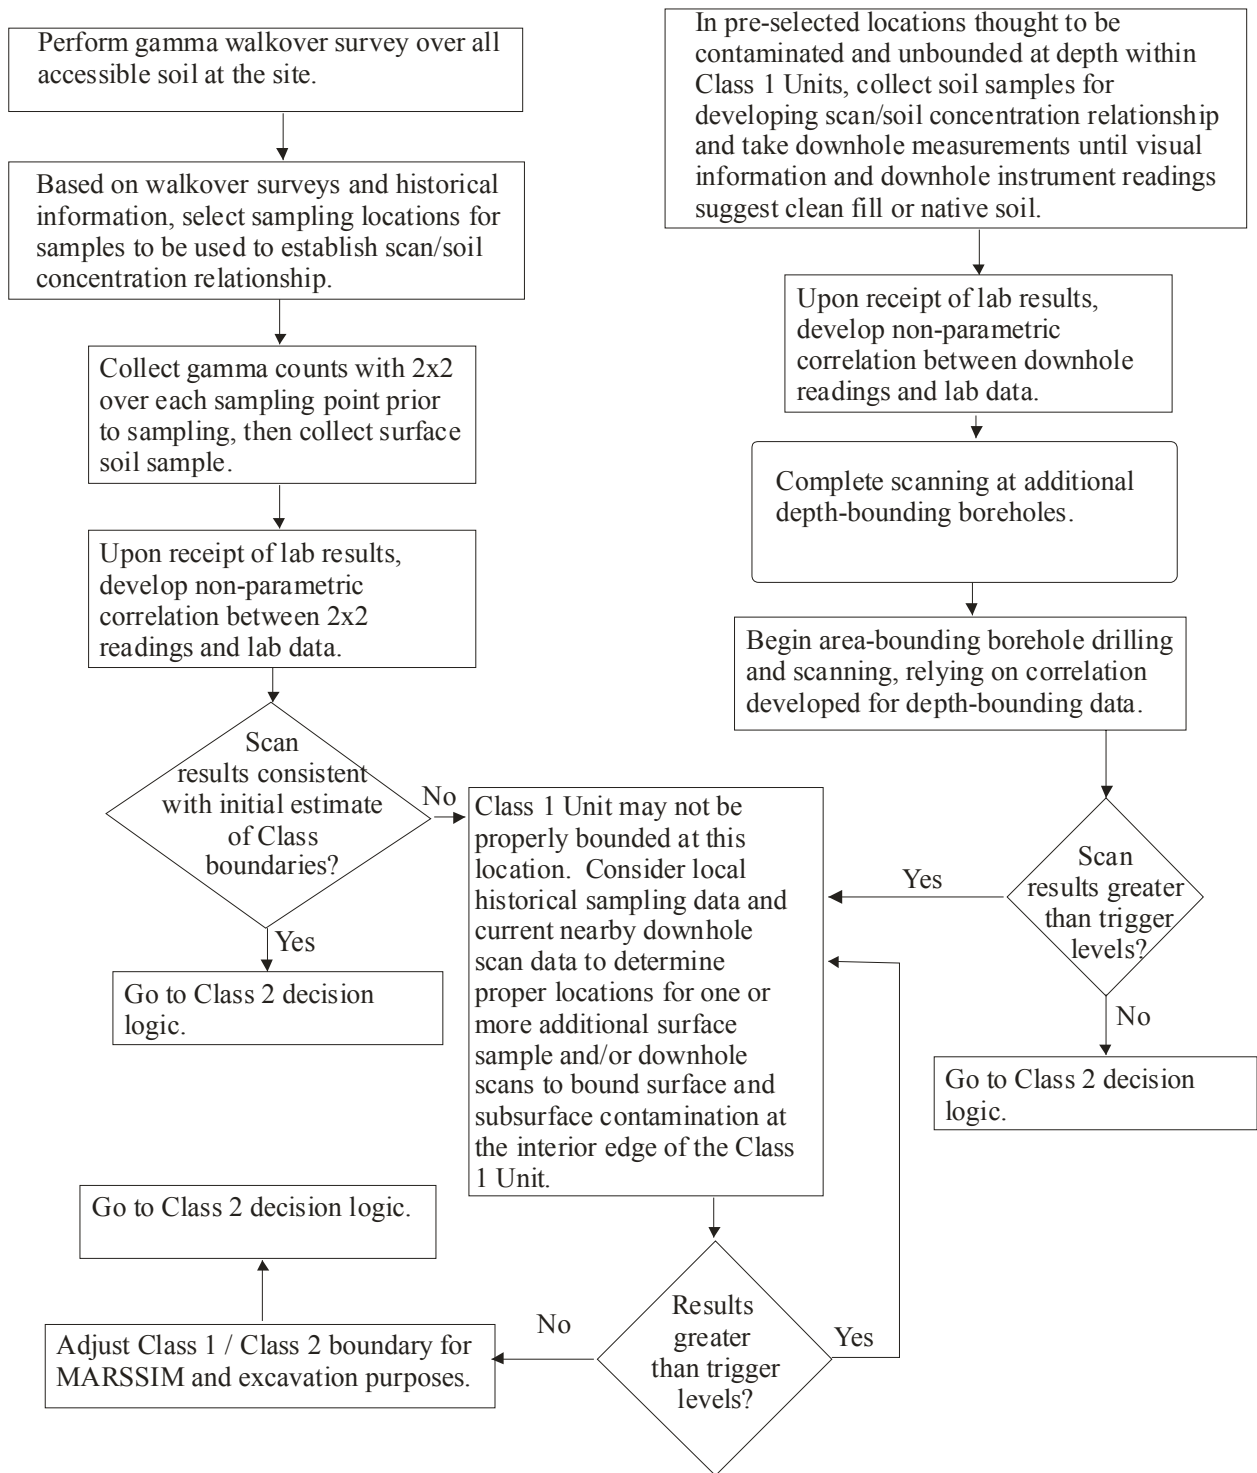 Perform gamma walkover survey over all
accessible soil at the site.
Based on walkover surveys and historical
information, select sampling locations for
samples to be used to establish scan/soil
concentration relationship.
Collect gamma counts with 2x2
over each sampling point prior
to sampling, then collect surface
soil sample.
Upon receipt of lab results,
develop non-parametric
correlation between 2x2
readings and lab data.
Scan
results consistent
with initial estimate
of Class
boundaries?
No
Yes
Go to Class 2 decision
logic.
In pre-selected locations thought to be
contaminated and unbounded at depth within
Class 1 Units, collect soil samples for
developing scan/soil concentration relationship
and take downhole measurements until visual
information and downhole instrument readings
suggest clean fill or native soil.
Upon receipt of lab results,
develop non-parametric
correlation between downhole
readings and lab data.
Complete scanning at additional
depth-bounding boreholes.
Begin area-bounding borehole drilling
and scanning, relying on correlation
developed for depth-bounding data.
Scan
results greater
than trigger
levels?
Yes
No
Go to Class 2 decision
logic.
Class 1 Unit may not be
properly bounded at this
location.  Consider local
historical sampling data and
current nearby downhole
scan data to determine
proper locations for one or
more additional surface
sample and/or downhole
scans to bound surface and
subsurface contamination at
the interior edge of the Class
1 Unit.
Results
greater
than trigger
levels?
Yes
No
Adjust Class 1 / Class 2 boundary for
MARSSIM and excavation purposes.
Go to Class 2 decision logic.